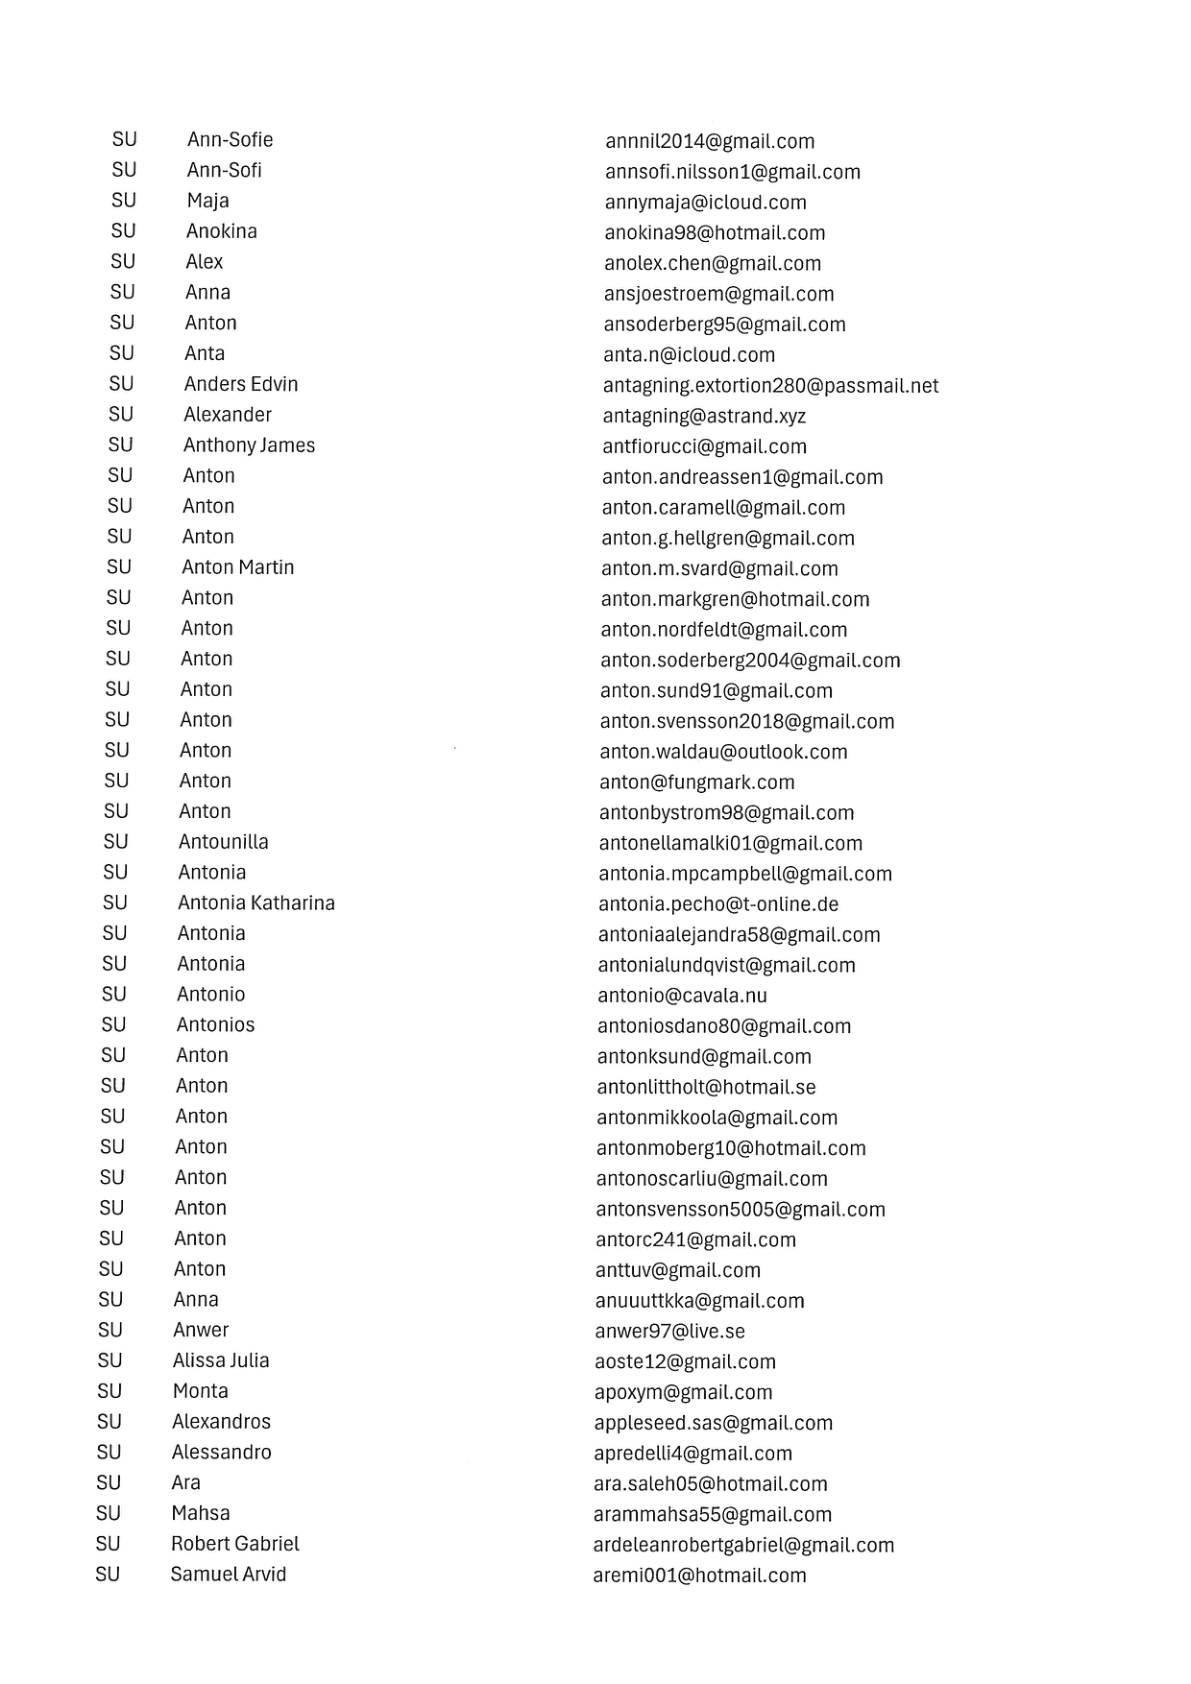 SU Ann-Sofie annnil2014@gmail.com
SU Ann-Sofi annsofi.nilsson1@gmail.com
SU Maja annymaja@icloud.com
SU Anokina anokina98@hotmail.com
SU Alex anolex.chen@gmail.com
SU Anna ansjoestroem@gmail.com
SU Anton ansoderberg95@gmail.com
SU Anta anta.n@icloud.com
SU Anders Edvin antagning.extortion280@passmail.net
SU Alexander antagning@astrand.xyz
SU Anthony James antfiorucci@gmail.com
SU Anton anton.andreassen1@gmail.com
SU Anton anton.caramell@gmail.com
SU Anton anton.g.hellgren@gmail.com
SU Anton Martin anton.m.svard@gmail.com
SU Anton anton.markgren@hotmail.com
SU Anton anton.nordfeldt@gmail.com
SU Anton anton.soderberg2004@gmail.com
SU Anton anton.sund91@gmail.com
SU Anton anton.svensson2018@gmail.com
SU Anton anton.waldau@outlook.com
SU Anton anton@fungmark.com
SU Anton antonbystrom98@gmail.com
SU Antounilla antonellamalki01@gmail.com
SU Antonia antonia.mpcampbell@gmail.com
SU Antonia Katharina antonia.pecho@t-online.de
SU Antonia antoniaalejandra58@gmail.com
SU Antonia antonialundqvist@gmail.com
SU Antonio antonio@cavala.nu
SU Antonios antoniosdano80@gmail.com
SU Anton antonksund@gmail.com
SU Anton antonlittholt@hotmail.se
SU Anton antonmikkoola@gmail.com
SU Anton antonmoberg10@hotmail.com
SU Anton antonoscarliu@gmail.com
SU Anton antonsvensson5005@gmail.com
SU Anton antorc241@gmail.com
SU Anton anttuv@gmail.com
SU Anna anuuuttkka@gmail.com
SU Anwer anwer97@live.se
SU Alissa Julia aoste12@gmail.com
SU Monta apoxym@gmail.com
SU Alexandros appleseed.sas@gmail.com
SU Alessandro apredelli4@gmail.com
SU Ara ara.saleh05@hotmail.com
SU Mahsa arammahsa55@gmail.com
SU Robert Gabriel ardeleanrobertgabriel@gmail.com
SU Samuel Arvid aremi001@hotmail.com